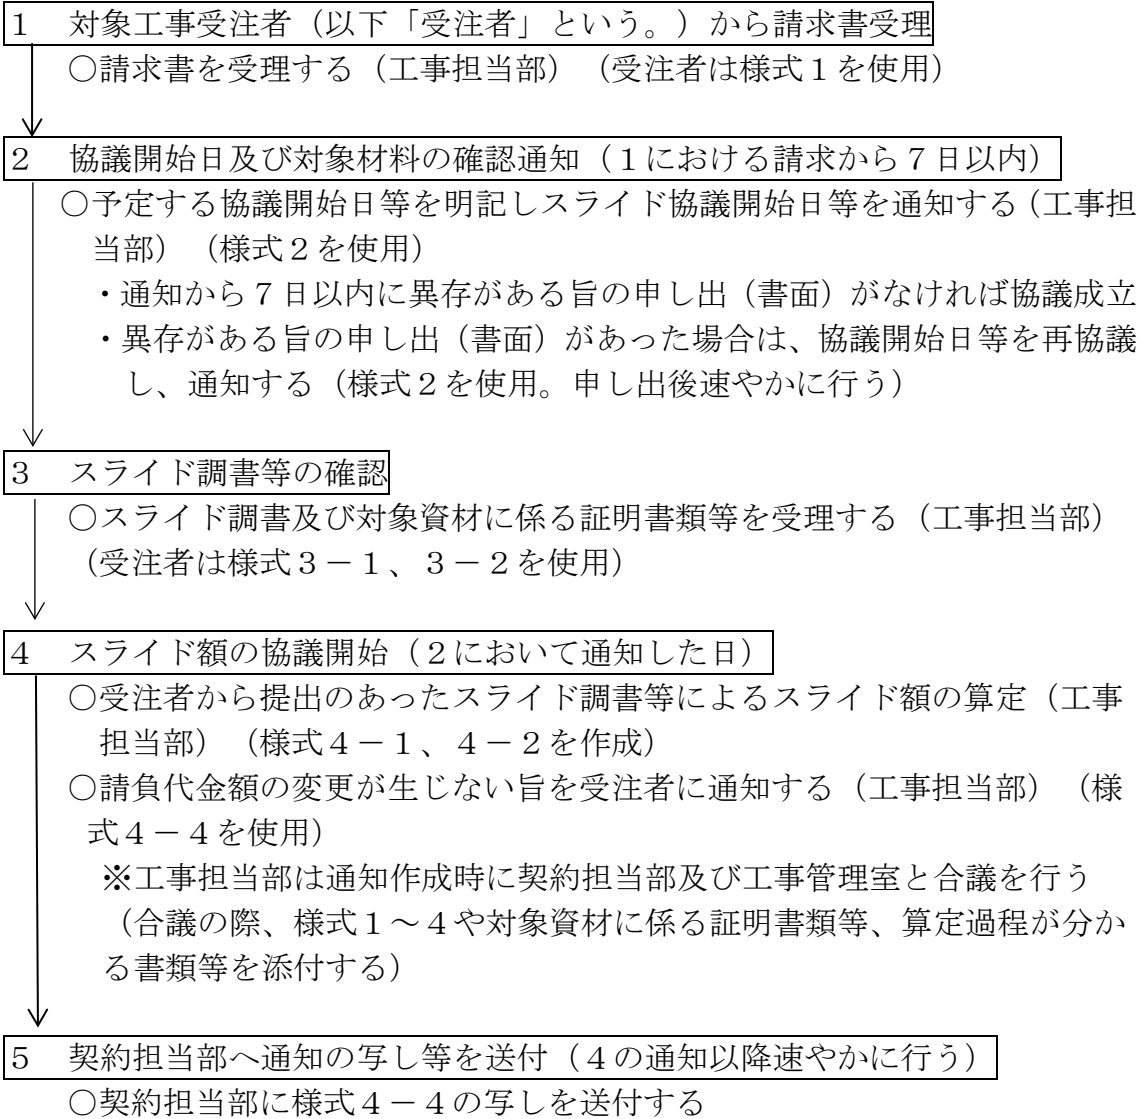 １　対象工事受注者（以下「受注者」という。）から請求書受理
○請求書を受理する（工事担当部）（受注者は様式１を使用）
２　協議開始日及び対象材料の確認通知（１における請求から７日以内）
○予定する協議開始日等を明記しスライド協議開始日等を通知する（工事担
当部）（様式２を使用）
・通知から７日以内に異存がある旨の申し出（書面）がなければ協議成立
・異存がある旨の申し出（書面）があった場合は、協議開始日等を再協議
し、通知する（様式２を使用。申し出後速やかに行う）
３　スライド調書等の確認
○スライド調書及び対象資材に係る証明書類等を受理する（工事担当部）
（受注者は様式３－１、３－２を使用）
４　スライド額の協議開始（２において通知した日）
○受注者から提出のあったスライド調書等によるスライド額の算定（工事
担当部）（様式４－１、４－２を作成）
○請負代金額の変更が生じない旨を受注者に通知する（工事担当部）（様
式４－４を使用）
※工事担当部は通知作成時に契約担当部及び工事管理室と合議を行う
（合議の際、様式１～４や対象資材に係る証明書類等、算定過程が分か
る書類等を添付する）
５　契約担当部へ通知の写し等を送付（４の通知以降速やかに行う）
○契約担当部に様式４－４の写しを送付する